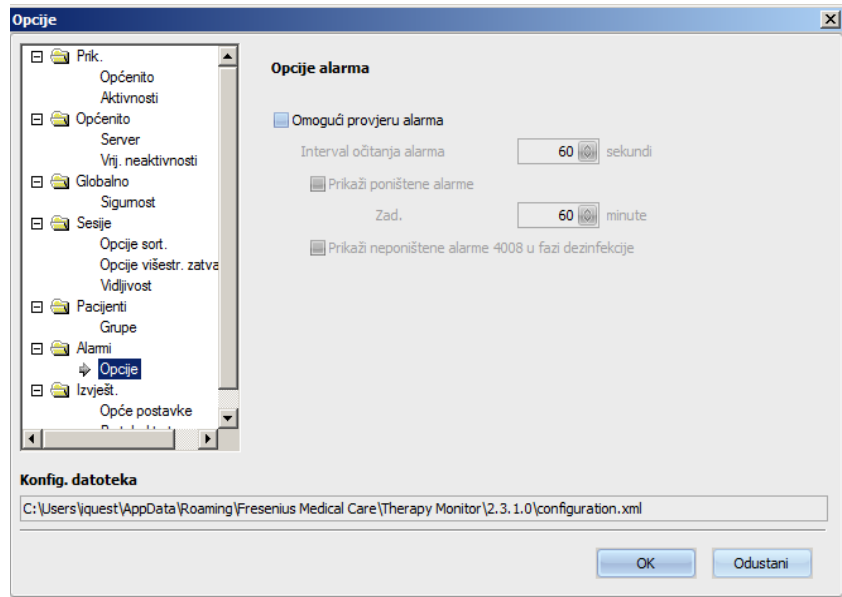 Opcije
Prik.
Općenito
Aktivnosti
Općenito
Server
Vrij. neaktivnosti
Globalno
Sigurnost
Sesije
Opcije sort.
Opcije višestr. zatva
Vidljivost
Pacijenti
Grupe
Alarmi
Opcije
Izvješt.
Opće postavke
Opcije alarma
Omogući provjeru alarma
Interval očitanja alarma 60 sekundi
Prikaži poništene alarme
Zad. 60 minute
Prikaži neponištene alarme 4008 u fazi dezinfekcije
Konfig. datoteka
C:\Users\iquest\AppData\Roaming\Fresenius Medical Care\Therapy Monitor\2.3.1.0\configuration.xml
OK Odustani